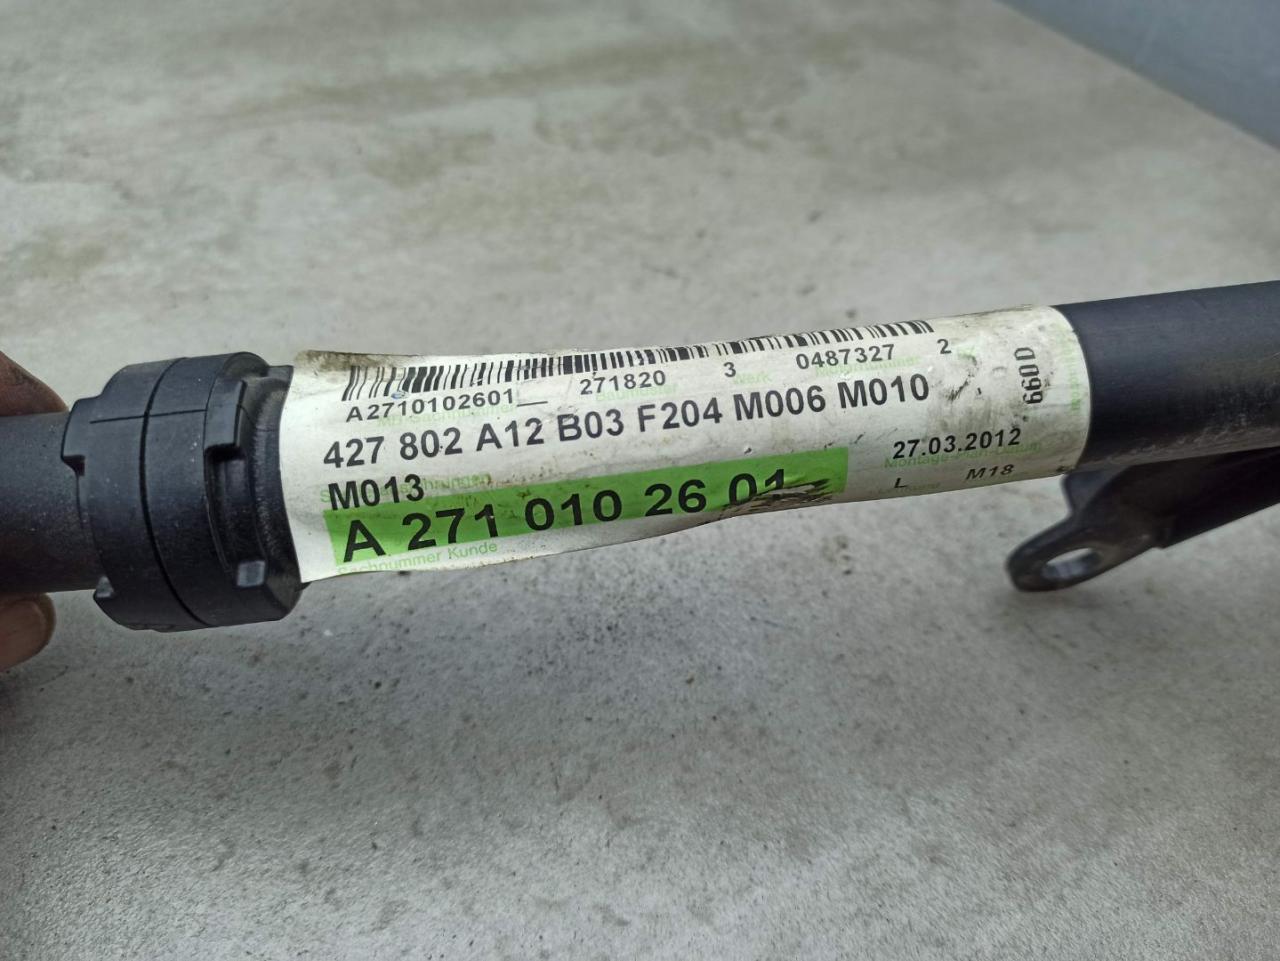 A2710102601 271820 3 0487327 2
427 802 A12 B03 F204 M006 M010
M013
A 271 010 26 01
Sachnummer Kunde
27.03.2012
L M18
099D